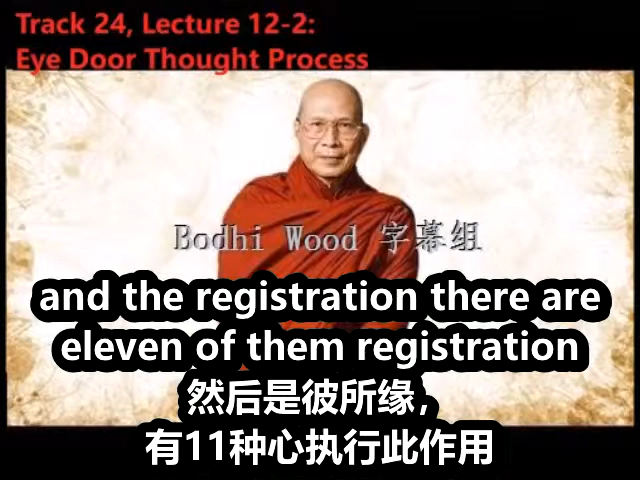 Track 24, Lecture 12-2:
Eye Door Thought Process
Bodhi Wood 字幕组
and the registration there are
eleven of them registration
然后是彼所缘，
有11种心执行此作用